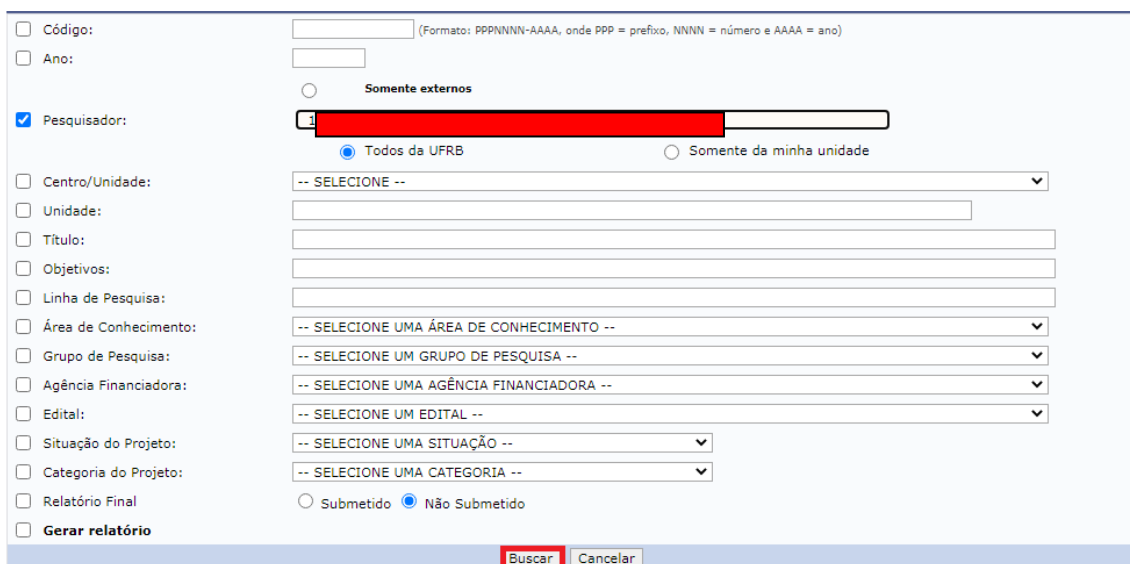 Código: (Formato: PPPNNNN-AAAA, onde PPP = prefixo, NNNN = número e AAAA = ano)
Ano:
Somente externos
Pesquisador: 1
Todos da UFRB Somente da minha unidade
Centro/Unidade: -- SELECIONE --
Unidade:
Título:
Objetivos:
Linha de Pesquisa:
Área de Conhecimento: -- SELECIONE UMA ÁREA DE CONHECIMENTO --
Grupo de Pesquisa: -- SELECIONE UM GRUPO DE PESQUISA --
Agência Financiadora: -- SELECIONE UMA AGÊNCIA FINANCIADORA --
Edital: -- SELECIONE UM EDITAL --
Situação do Projeto: -- SELECIONE UMA SITUAÇÃO --
Categoria do Projeto: -- SELECIONE UMA CATEGORIA --
Relatório Final Submetido Não Submetido
Gerar relatório
Buscar Cancelar